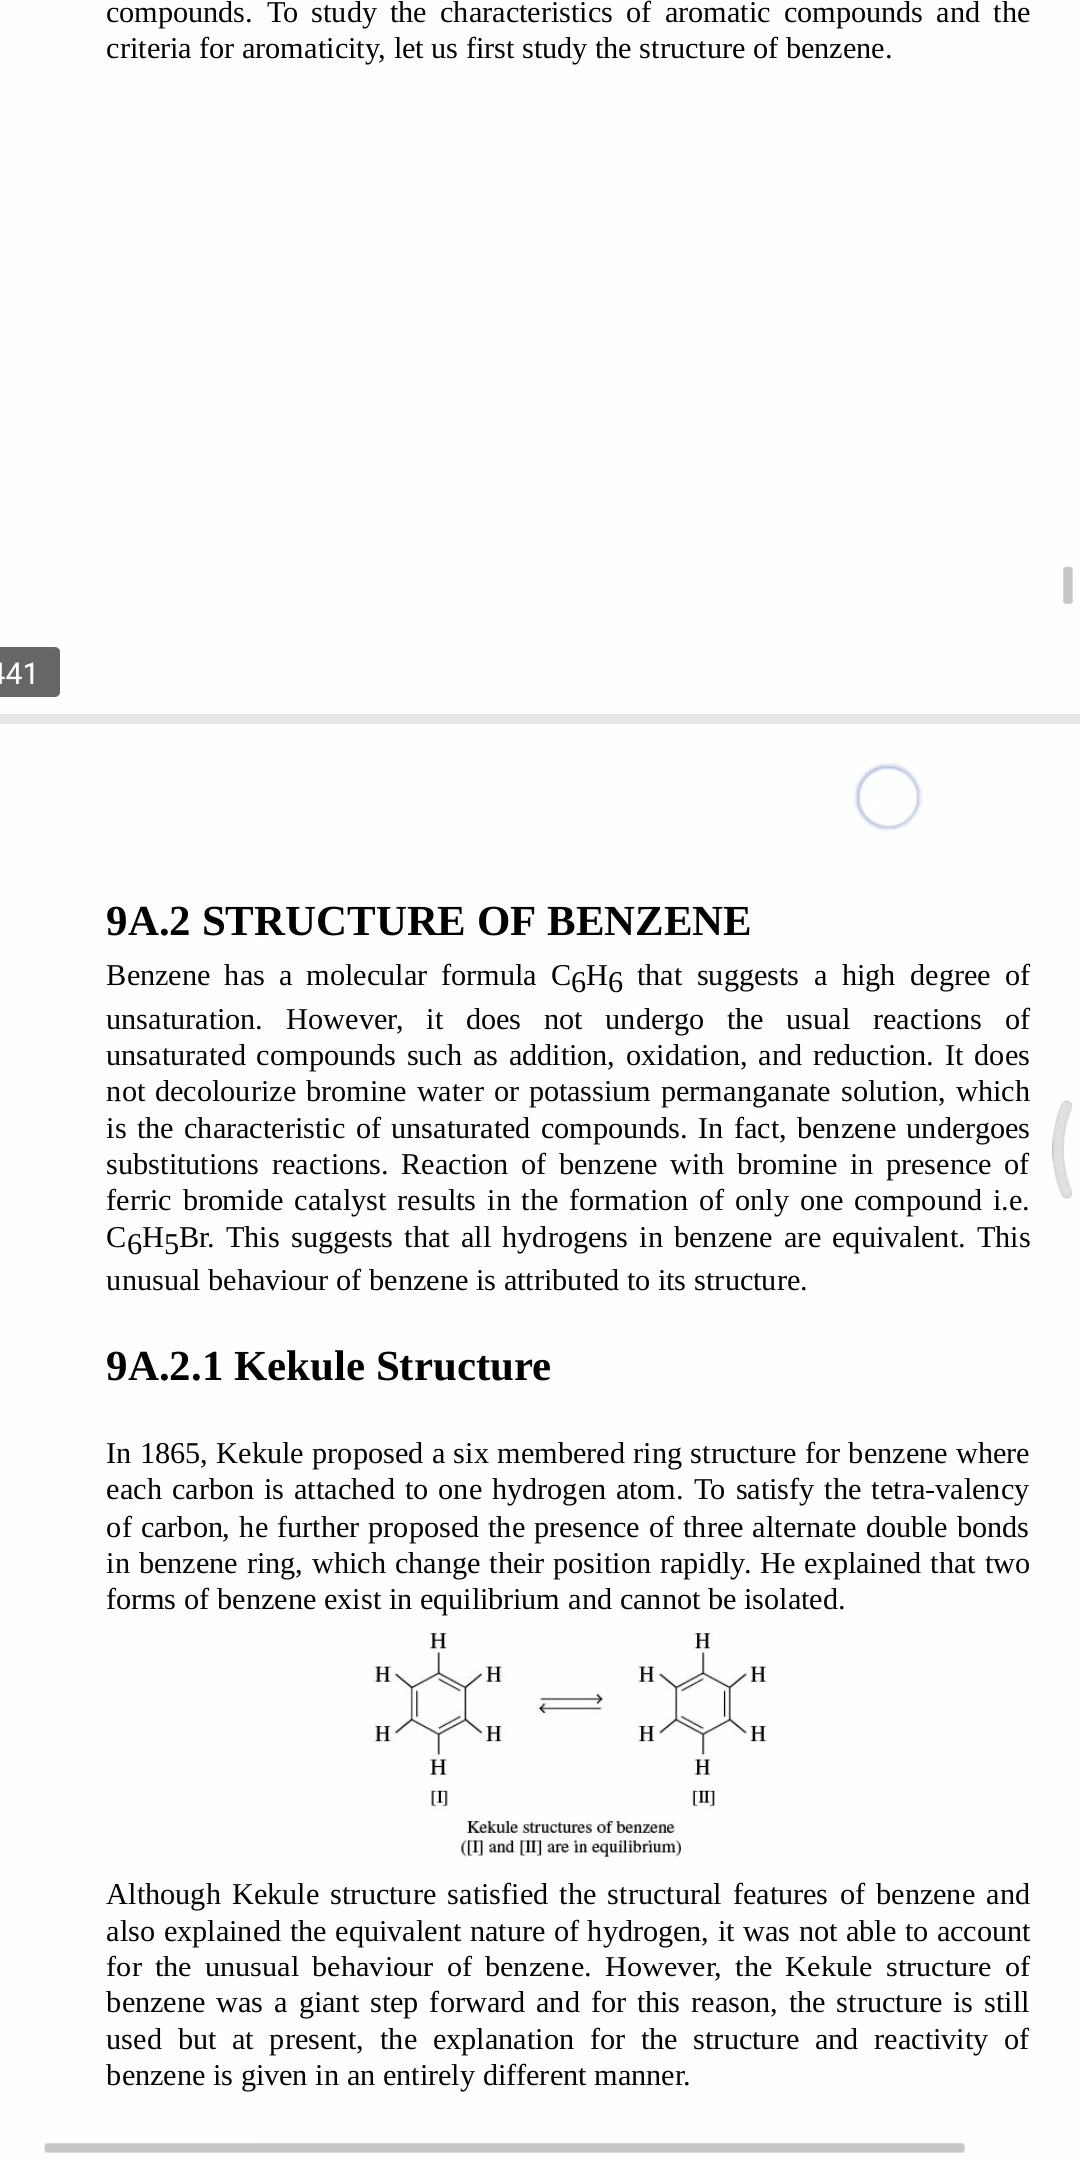 compounds. To study the characteristics of aromatic compounds and the
criteria for aromaticity, let us first study the structure of benzene.
441
9A.2 STRUCTURE OF BENZENE
Benzene has a molecular formula C6H6 that suggests a high degree of
unsaturation. However, it does not undergo the usual reactions of
unsaturated compounds such as addition, oxidation, and reduction. It does
not decolourize bromine water or potassium permanganate solution, which
is the characteristic of unsaturated compounds. In fact, benzene undergoes
substitutions reactions. Reaction of benzene with bromine in presence of
ferric bromide catalyst results in the formation of only one compound i.e.
C6H5Br. This suggests that all hydrogens in benzene are equivalent. This
unusual behaviour of benzene is attributed to its structure.
9A.2.1 Kekule Structure
In 1865, Kekule proposed a six membered ring structure for benzene where
each carbon is attached to one hydrogen atom. To satisfy the tetra-valency
of carbon, he further proposed the presence of three alternate double bonds
in benzene ring, which change their position rapidly. He explained that two
forms of benzene exist in equilibrium and cannot be isolated.
H H
H H H H
H H H H
H H
[I] [II]
Kekule structures of benzene
([I] and [II] are in equilibrium)
Although Kekule structure satisfied the structural features of benzene and
also explained the equivalent nature of hydrogen, it was not able to account
for the unusual behaviour of benzene. However, the Kekule structure of
benzene was a giant step forward and for this reason, the structure is still
used but at present, the explanation for the structure and reactivity of
benzene is given in an entirely different manner.